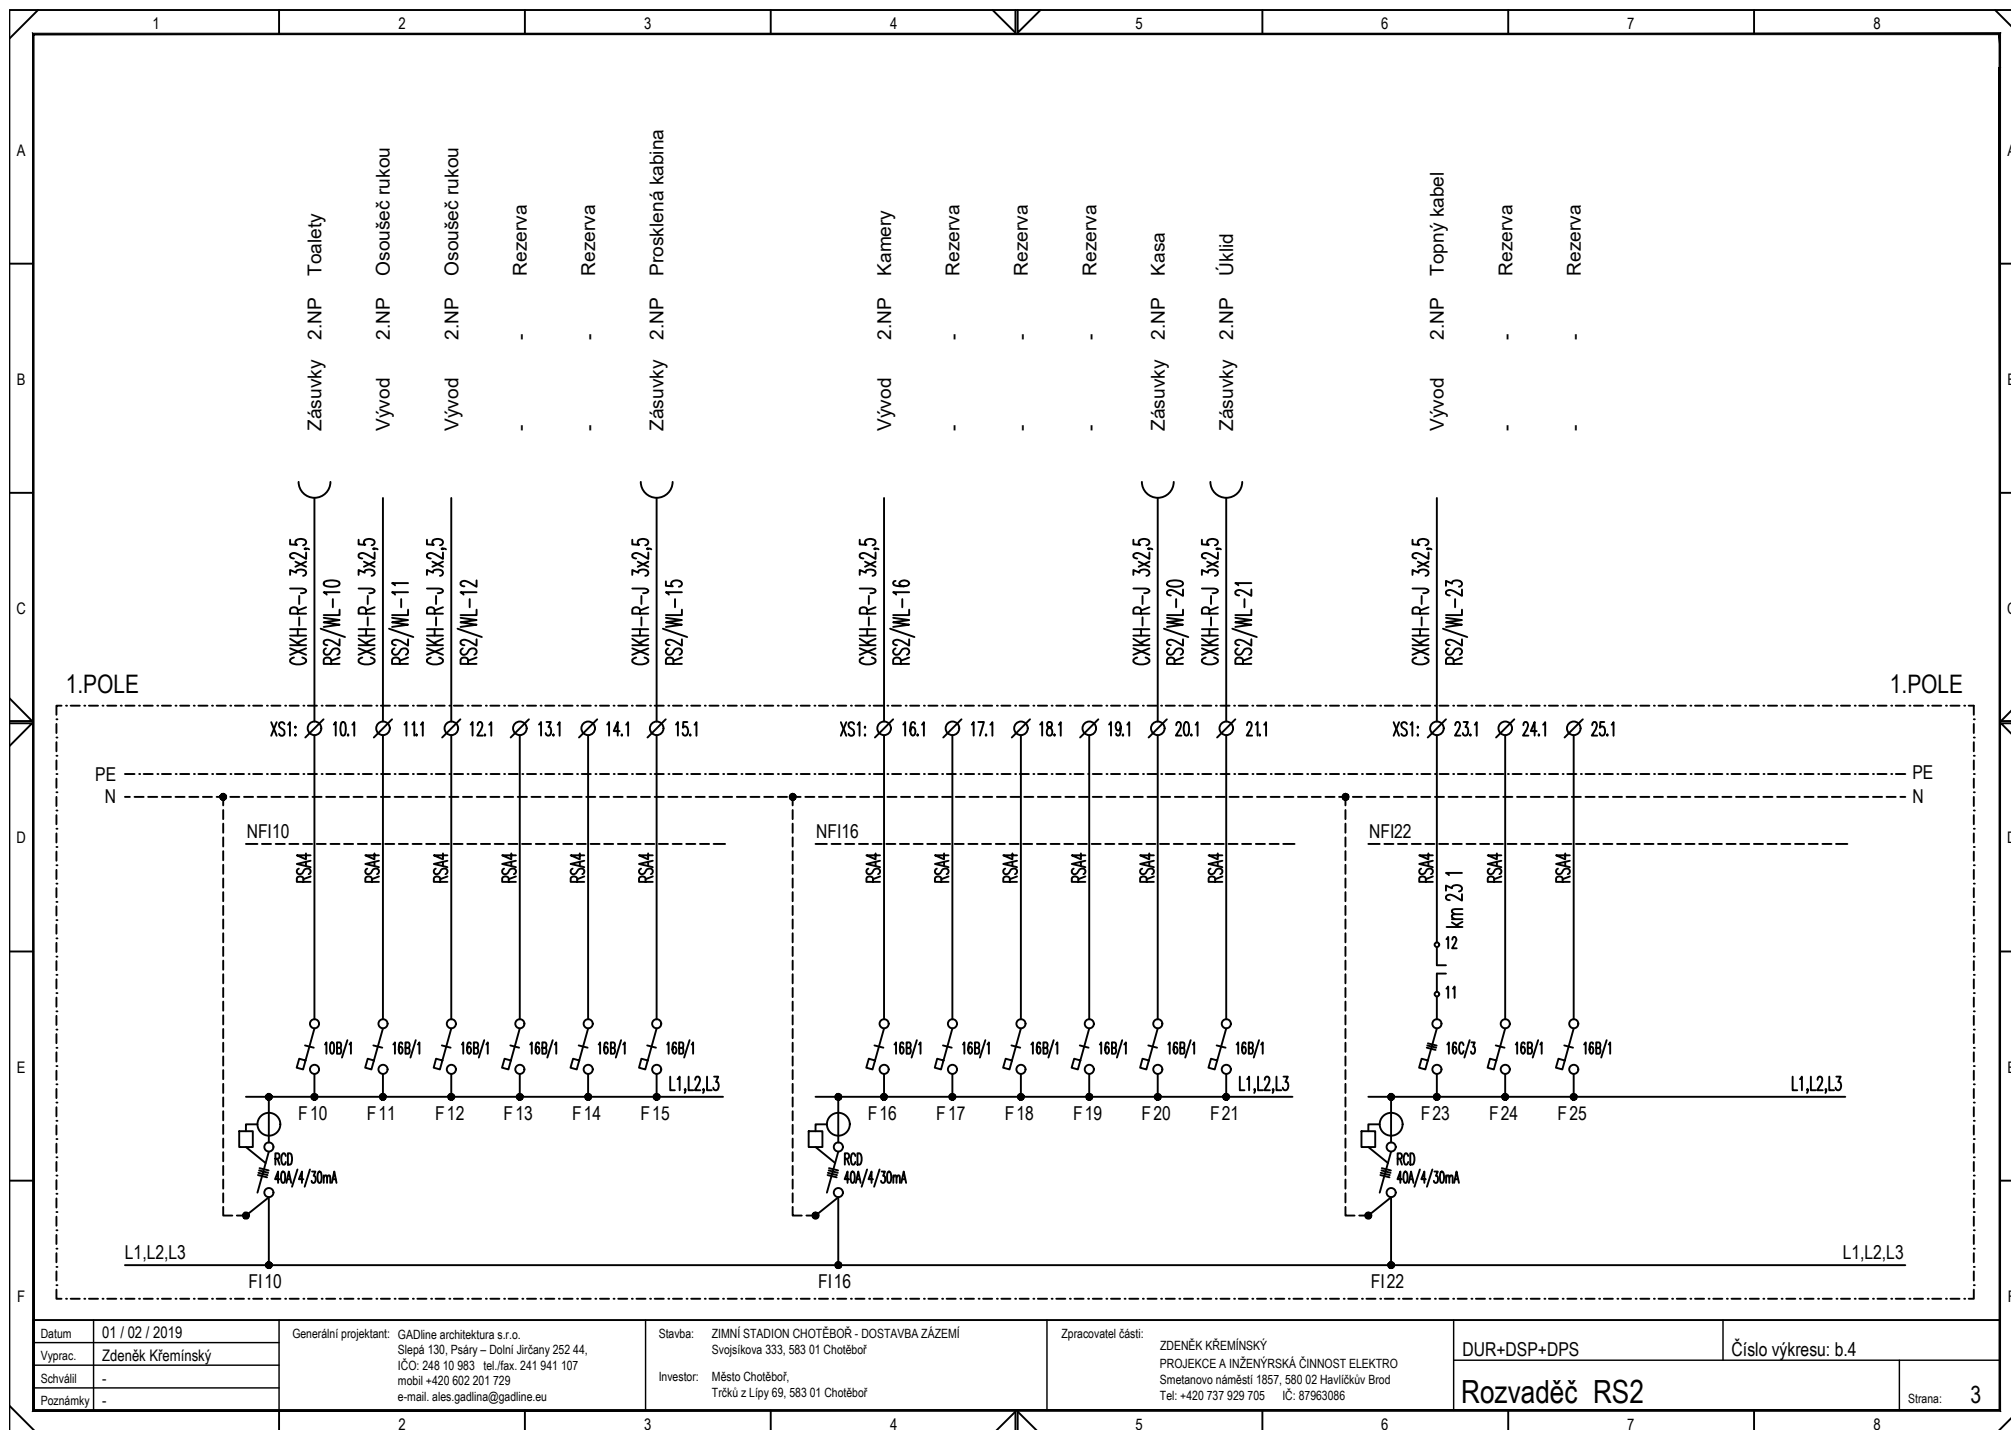 1 2 3 4 5 6 7 8
A
B
C
D
E
F
Zásuvky 2.NP Toalety
Vývod 2.NP Osoušeč rukou
Vývod 2.NP Osoušeč rukou
- - Rezerva
- - Rezerva
Zásuvky 2.NP Prosklená kabina
Vývod 2.NP Kamery
- - Rezerva
- - Rezerva
- - Rezerva
Zásuvky 2.NP Kasa
Zásuvky 2.NP Úklid
Vývod 2.NP Topný kabel
- - Rezerva
- - Rezerva
CXKH-R-J 3x2,5
RS2/WL-10
CXKH-R-J 3x2,5
RS2/WL-11
CXKH-R-J 3x2,5
RS2/WL-12
CXKH-R-J 3x2,5
RS2/WL-15
CXKH-R-J 3x2,5
RS2/WL-16
CXKH-R-J 3x2,5
RS2/WL-20
CXKH-R-J 3x2,5
RS2/WL-21
CXKH-R-J 3x2,5
RS2/WL-23
1.POLE 1.POLE
XS1: 10.1 11.1 12.1 13.1 14.1 15.1 XS1: 16.1 17.1 18.1 19.1 20.1 21.1 XS1: 23.1 24.1 25.1
PE PE
N N
NFI10 NFI16 NFI22
RSA4 RSA4 RSA4 RSA4 RSA4 RSA4 RSA4 RSA4 RSA4 RSA4 RSA4 RSA4 RSA4 RSA4 RSA4
km 23 1
12
11
10B/1 16B/1 16B/1 16B/1 16B/1 16B/1 16B/1 16B/1 16B/1 16B/1 16B/1 16B/1 16C/3 16B/1 16B/1
L1,L2,L3 L1,L2,L3 L1,L2,L3
F10 F11 F12 F13 F14 F15 F16 F17 F18 F19 F20 F21 F23 F24 F25
RCD RCD RCD
40A/4/30mA 40A/4/30mA 40A/4/30mA
L1,L2,L3 L1,L2,L3
FI10 FI16 FI22
Datum 01 / 02 / 2019
Vyprac. Zdeněk Křemínský
Schválil -
Poznámky -
Generální projektant: GADline architektura s.r.o.
Slepá 130, Psáry – Dolní Jirčany 252 44,
IČO: 248 10 983 tel./fax. 241 941 107
mobil +420 602 201 729
e-mail. ales.gadlina@gadline.eu
Stavba: ZIMNÍ STADION CHOTĚBOŘ - DOSTAVBA ZÁZEMÍ
Svojsíkova 333, 583 01 Chotěboř
Investor: Město Chotěboř,
Trčků z Lípy 69, 583 01 Chotěboř
Zpracovatel části:
ZDENĚK KŘEMÍNSKÝ
PROJEKCE A INŽENÝRSKÁ ČINNOST ELEKTRO
Smetanovo náměstí 1857, 580 02 Havlíčkův Brod
Tel: +420 737 929 705 IČ: 87963086
DUR+DSP+DPS
Číslo výkresu: b.4
Rozvaděč RS2
Strana: 3
2 3 4 5 6 7 8